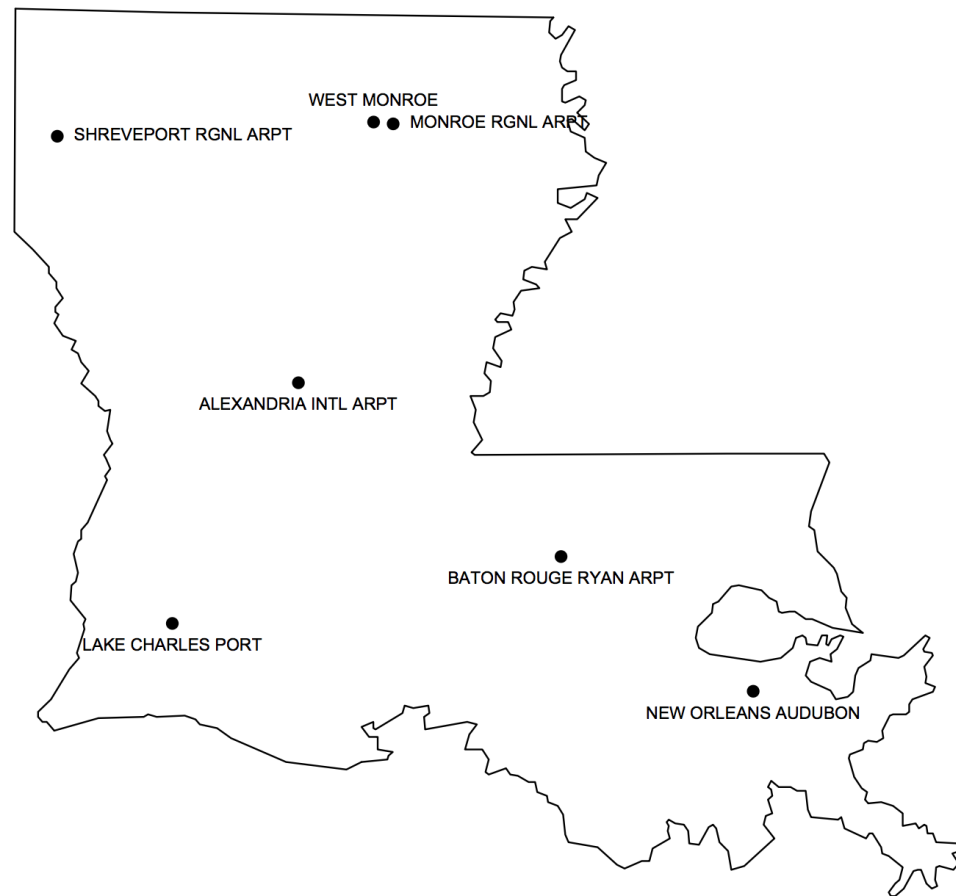 WEST MONROE
SHREVEPORT RGNL ARPT
MONROE RGNL ARPT
ALEXANDRIA INTL ARPT
BATON ROUGE RYAN ARPT
LAKE CHARLES PORT
NEW ORLEANS AUDUBON